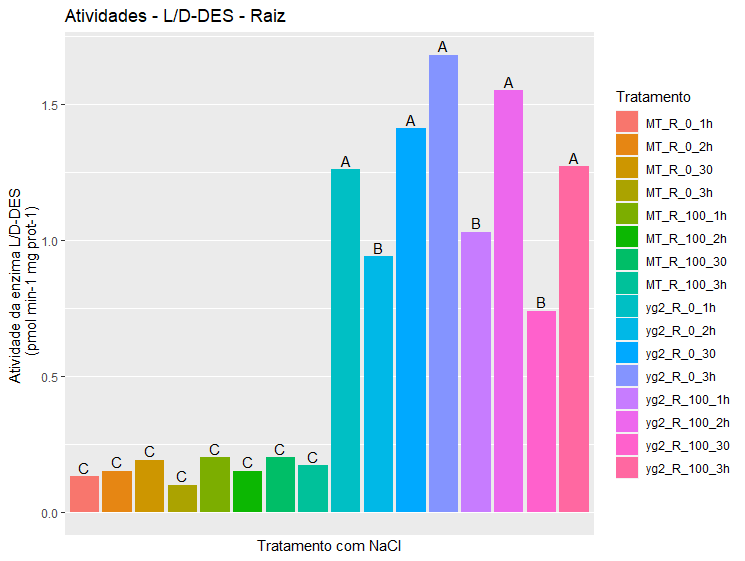 Atividades - L/D-DES - Raiz
Atividade da enzima L/D-DES
(pmol min-1 mg prot-1)
1.5
1.0
0.5
0.0
C
C
C
C
C
C
C
C
A
B
A
A
B
A
B
A
Tratamento com NaCl
Tratamento
MT_R_0_1h
MT_R_0_2h
MT_R_0_30
MT_R_0_3h
MT_R_100_1h
MT_R_100_2h
MT_R_100_30
MT_R_100_3h
yg2_R_0_1h
yg2_R_0_2h
yg2_R_0_30
yg2_R_0_3h
yg2_R_100_1h
yg2_R_100_2h
yg2_R_100_30
yg2_R_100_3h